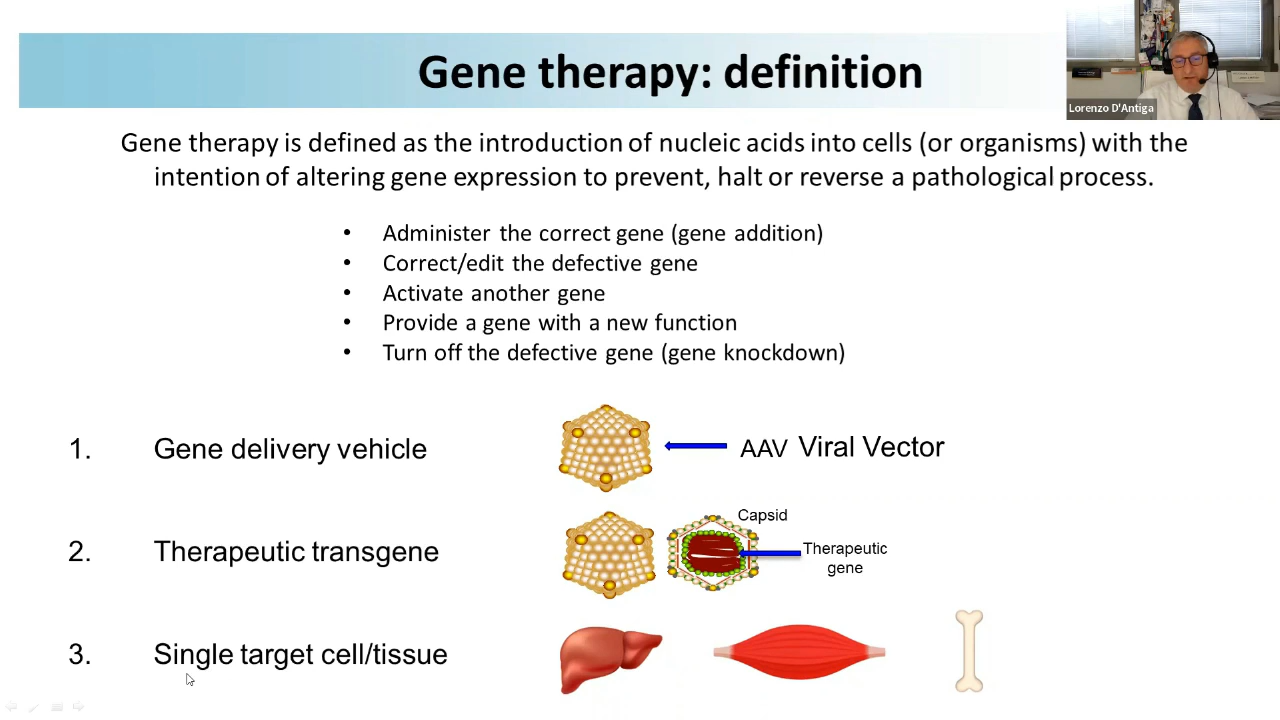 Gene therapy: definition
Lorenzo D'Antiga
Gene therapy is defined as the introduction of nucleic acids into cells (or organisms) with the
intention of altering gene expression to prevent, halt or reverse a pathological process.
• Administer the correct gene (gene addition)
• Correct/edit the defective gene
• Activate another gene
• Provide a gene with a new function
• Turn off the defective gene (gene knockdown)
1. Gene delivery vehicle
AAV Viral Vector
2. Therapeutic transgene
Capsid
Therapeutic
gene
3. Single target cell/tissue